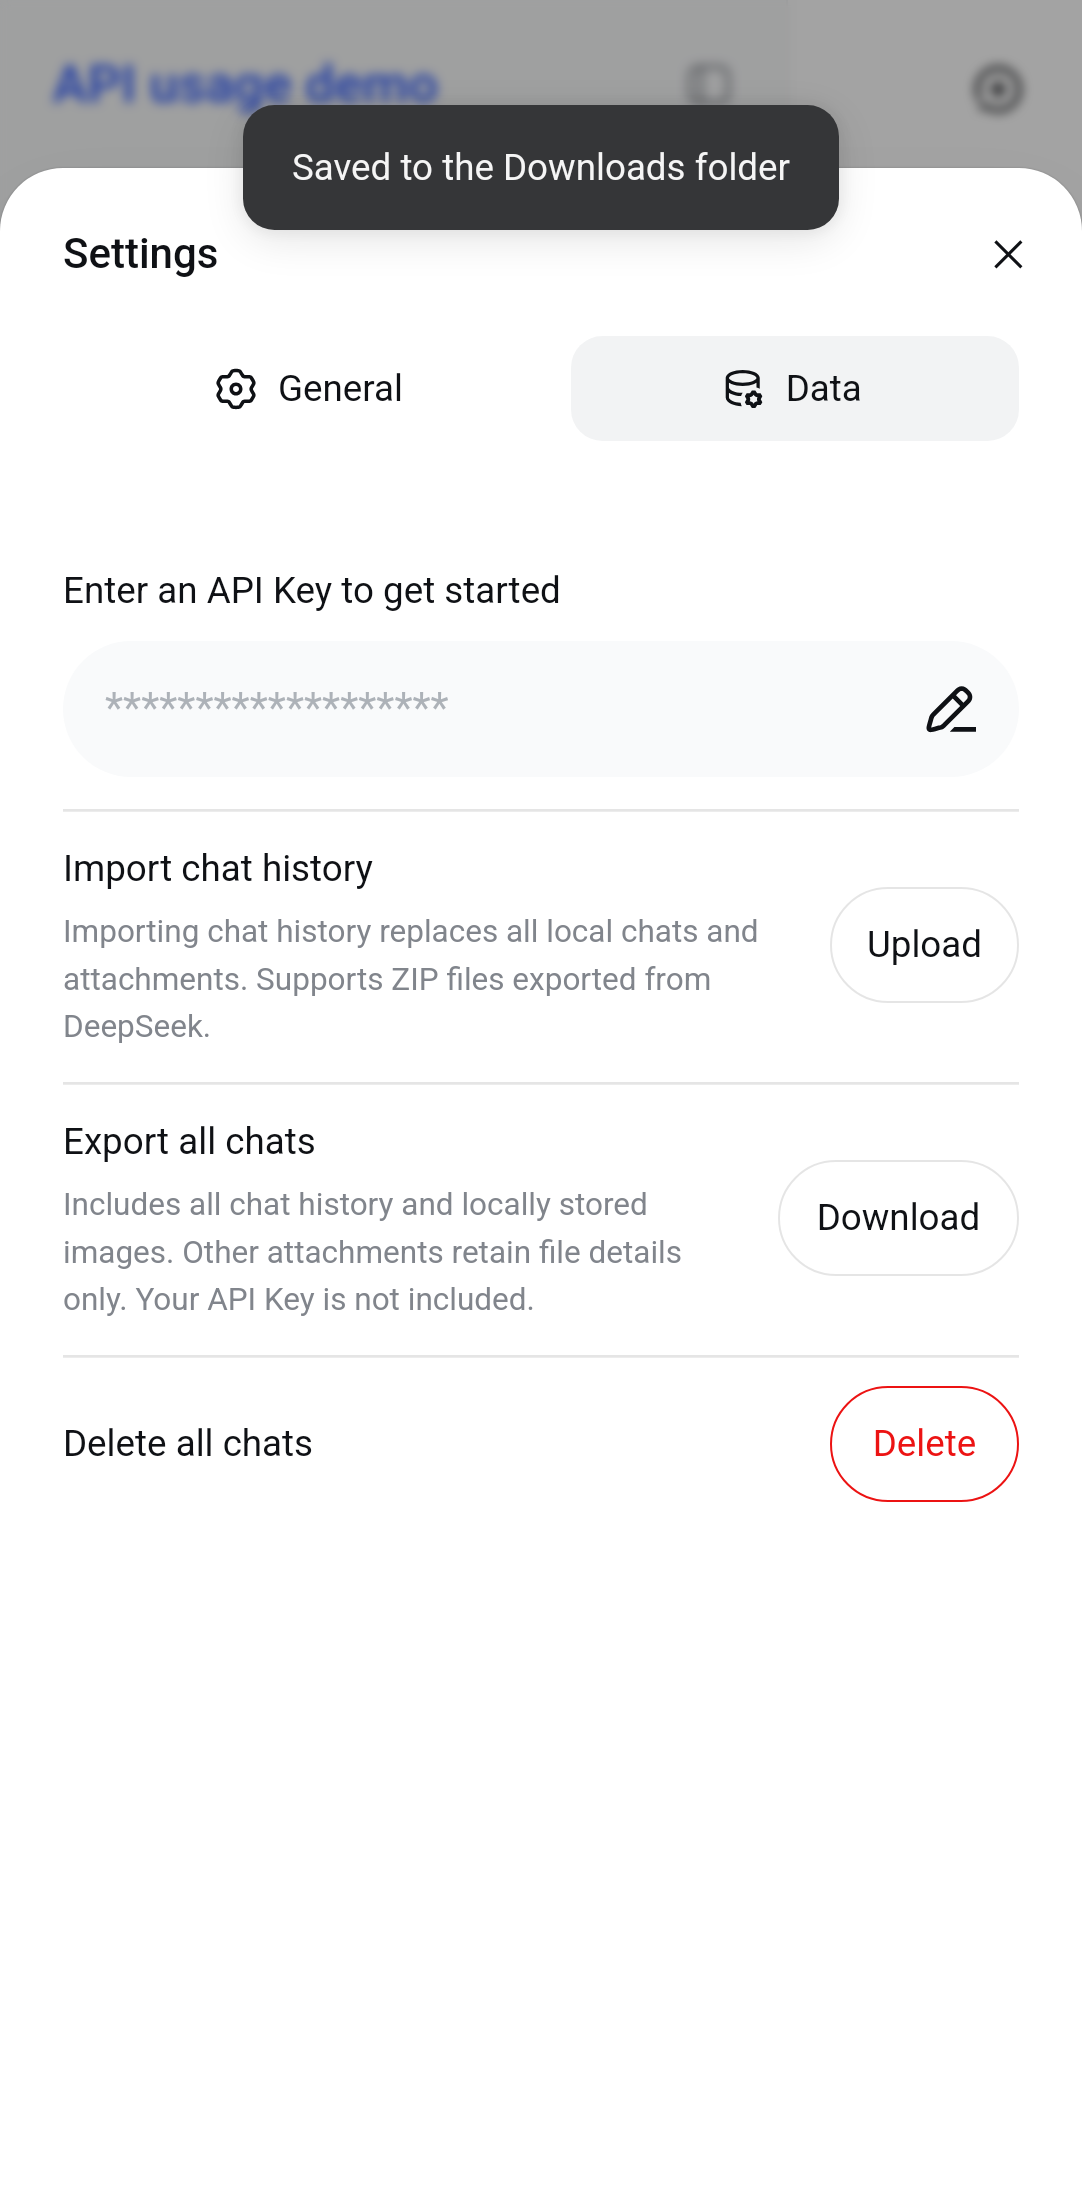 API usage demo
Saved to the Downloads folder
Settings
General
Data
Enter an API Key to get started
*******************
Import chat history
Importing chat history replaces all local chats and
attachments. Supports ZIP files exported from
DeepSeek.
Upload
Export all chats
Includes all chat history and locally stored
images. Other attachments retain file details
only. Your API Key is not included.
Download
Delete all chats
Delete